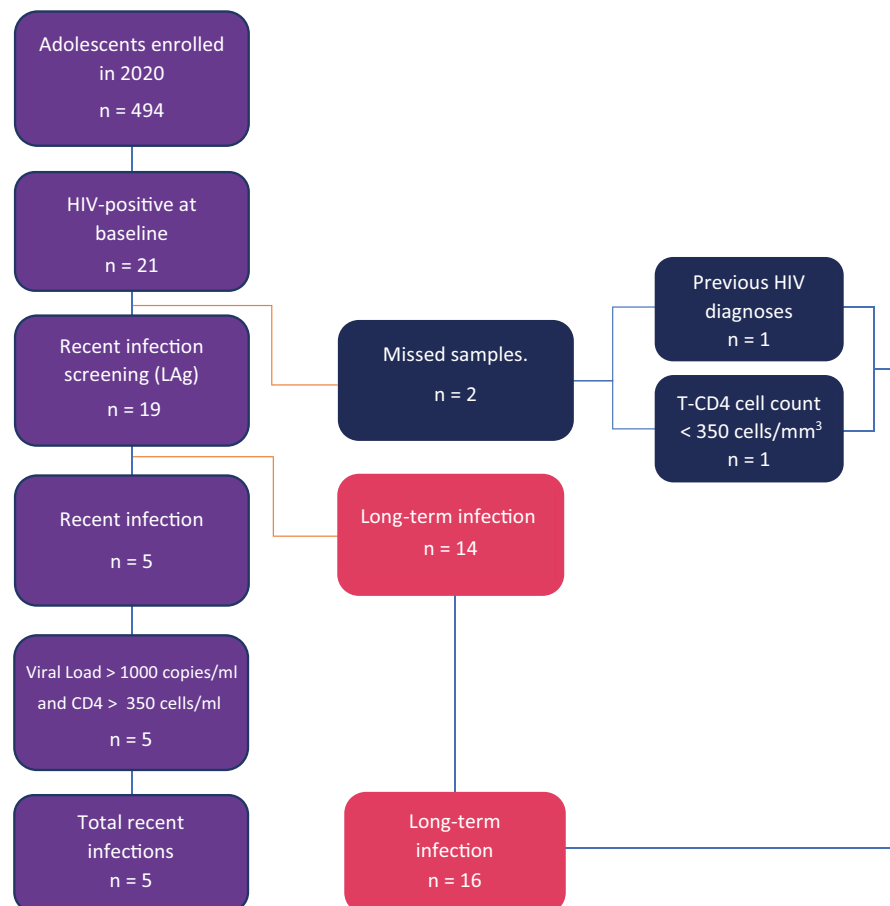 Adolescents enrolled
in 2020
n = 494
HIV-positive at
baseline
n = 21
Recent infection
screening (LAg)
n = 19
Missed samples.
n = 2
Previous HIV
diagnoses
n = 1
T-CD4 cell count
< 350 cells/mm³
n = 1
Recent infection
n = 5
Long-term infection
n = 14
Viral Load > 1000 copies/ml
and CD4 > 350 cells/ml
n = 5
Total recent
infections
n = 5
Long-term
infection
n = 16